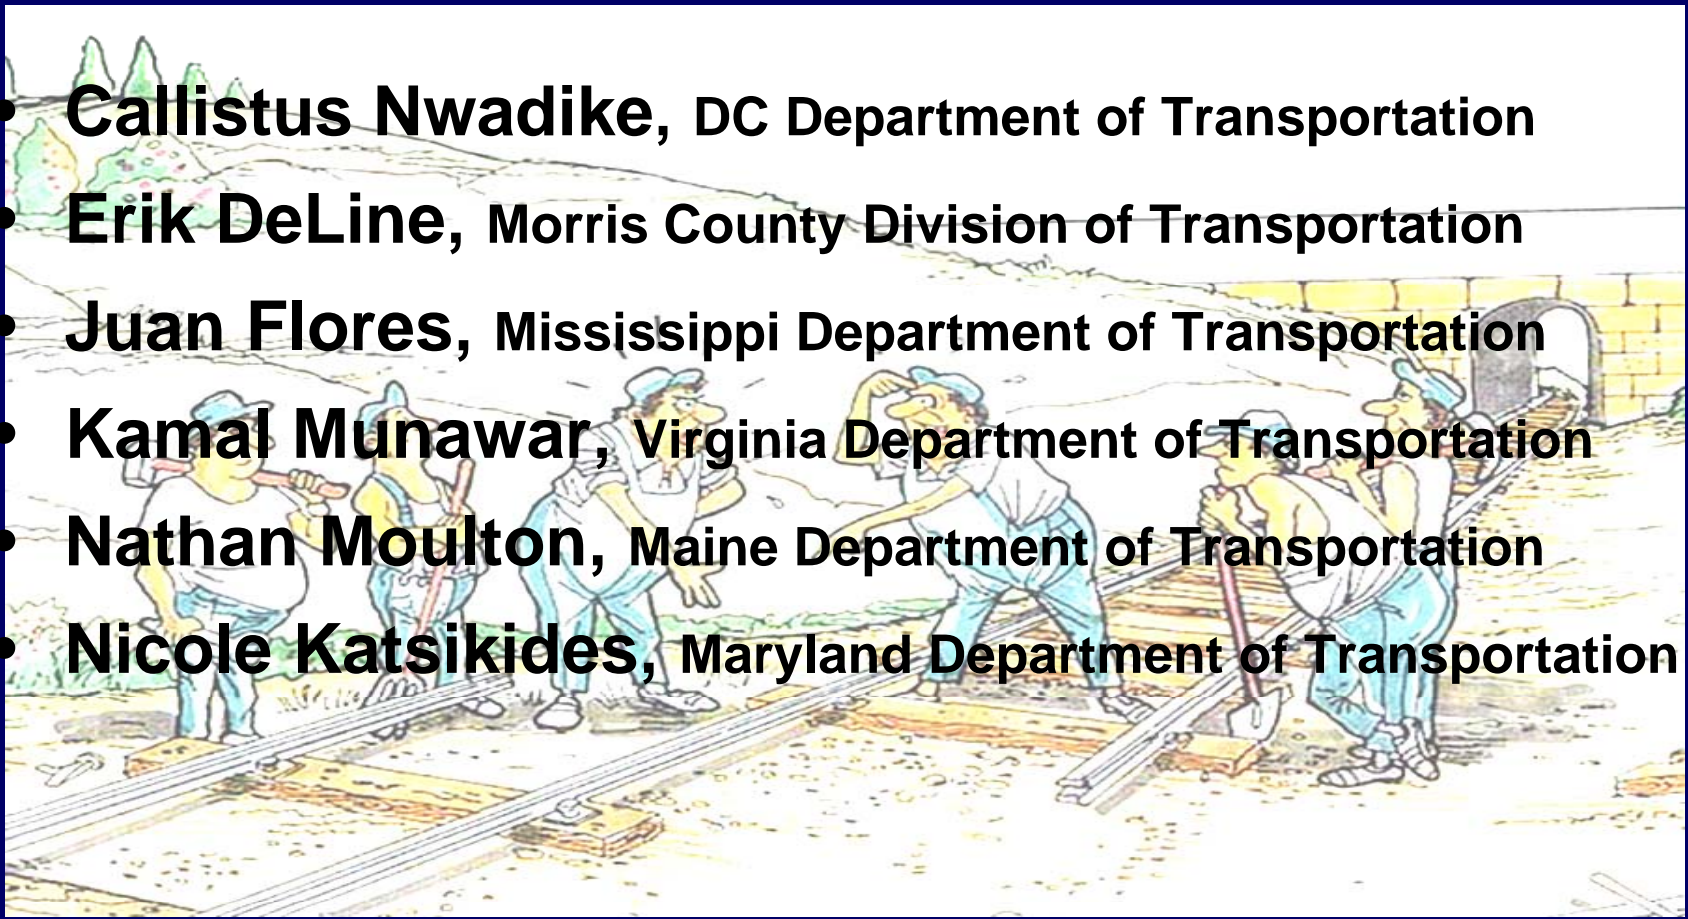 • Callistus Nwadike, DC Department of Transportation
• Erik DeLine, Morris County Division of Transportation
• Juan Flores, Mississippi Department of Transportation
• Kamal Munawar, Virginia Department of Transportation
• Nathan Moulton, Maine Department of Transportation
• Nicole Katsikides, Maryland Department of Transportation